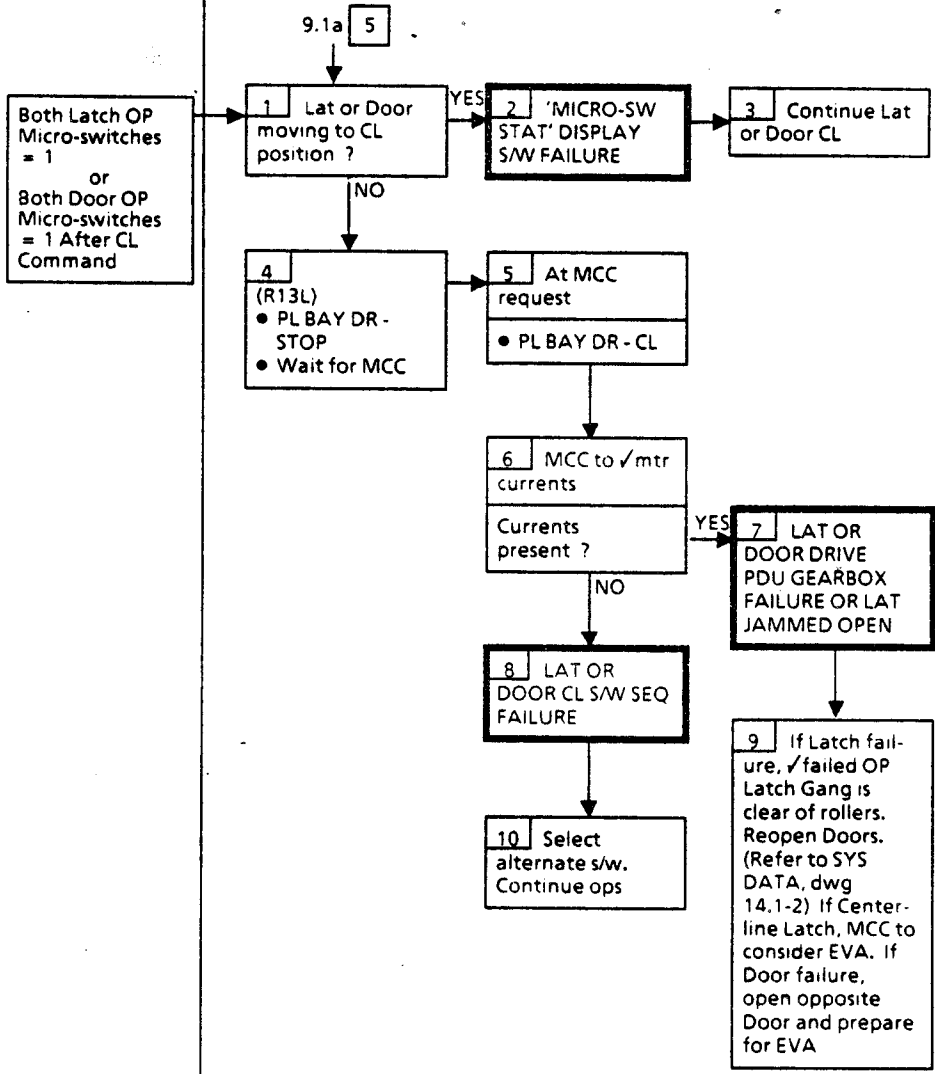 9.1a 5
Both Latch OP
Micro-switches
= 1
or
Both Door OP
Micro-switches
= 1 After CL
Command
1 Lat or Door
moving to CL
position ?
YES
2 'MICRO-SW
STAT' DISPLAY
S/W FAILURE
3 Continue Lat
or Door CL
NO
4
(R13L)
• PL BAY DR -
STOP
• Wait for MCC
5 At MCC
request
• PL BAY DR - CL
6 MCC to ✓mtr
currents
Currents
present ?
YES
7 LAT OR
DOOR DRIVE
PDU GEARBOX
FAILURE OR LAT
JAMMED OPEN
NO
8 LAT OR
DOOR CL S/W SEQ
FAILURE
9 If Latch fail-
ure, ✓failed OP
Latch Gang is
clear of rollers.
Reopen Doors.
(Refer to SYS
DATA, dwg
14.1-2) If Center-
line Latch, MCC to
consider EVA. If
Door failure,
open opposite
Door and prepare
for EVA
10 Select
alternate s/w.
Continue ops